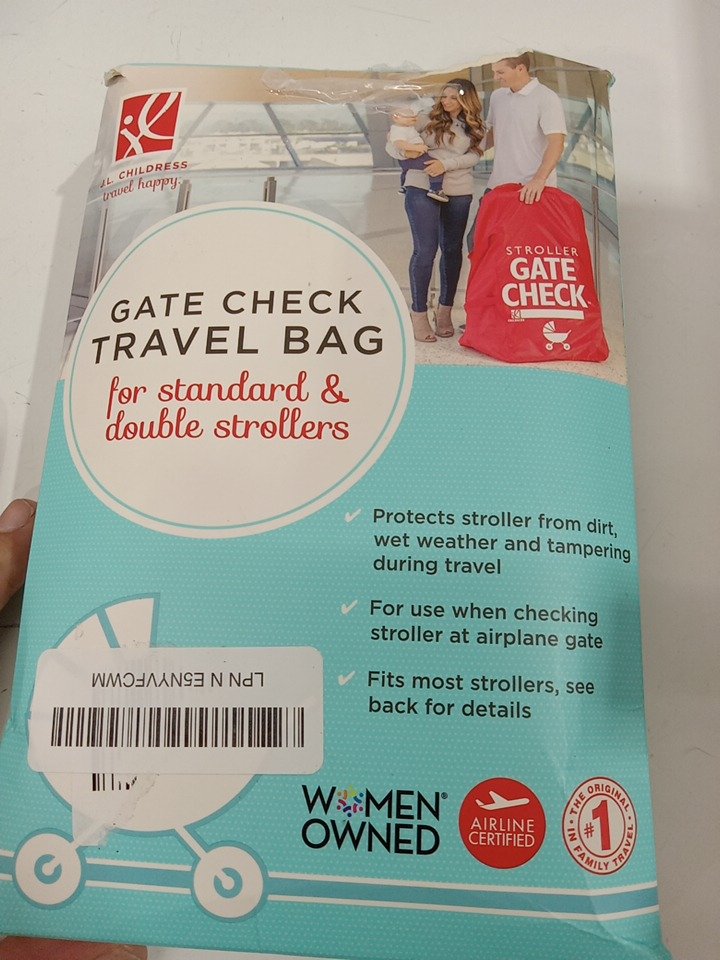 J.L. CHILDRESS
travel happy.
STROLLER
GATE
CHECK
GATE CHECK
TRAVEL BAG
for standard &
double strollers
✓ Protects stroller from dirt,
wet weather and tampering
during travel
✓ For use when checking
stroller at airplane gate
✓ Fits most strollers, see
back for details
LPN N E5NYVFCWM
WOMEN®
OWNED
AIRLINE
CERTIFIED
THE ORIGINAL
#1
IN FAMILY TRAVEL